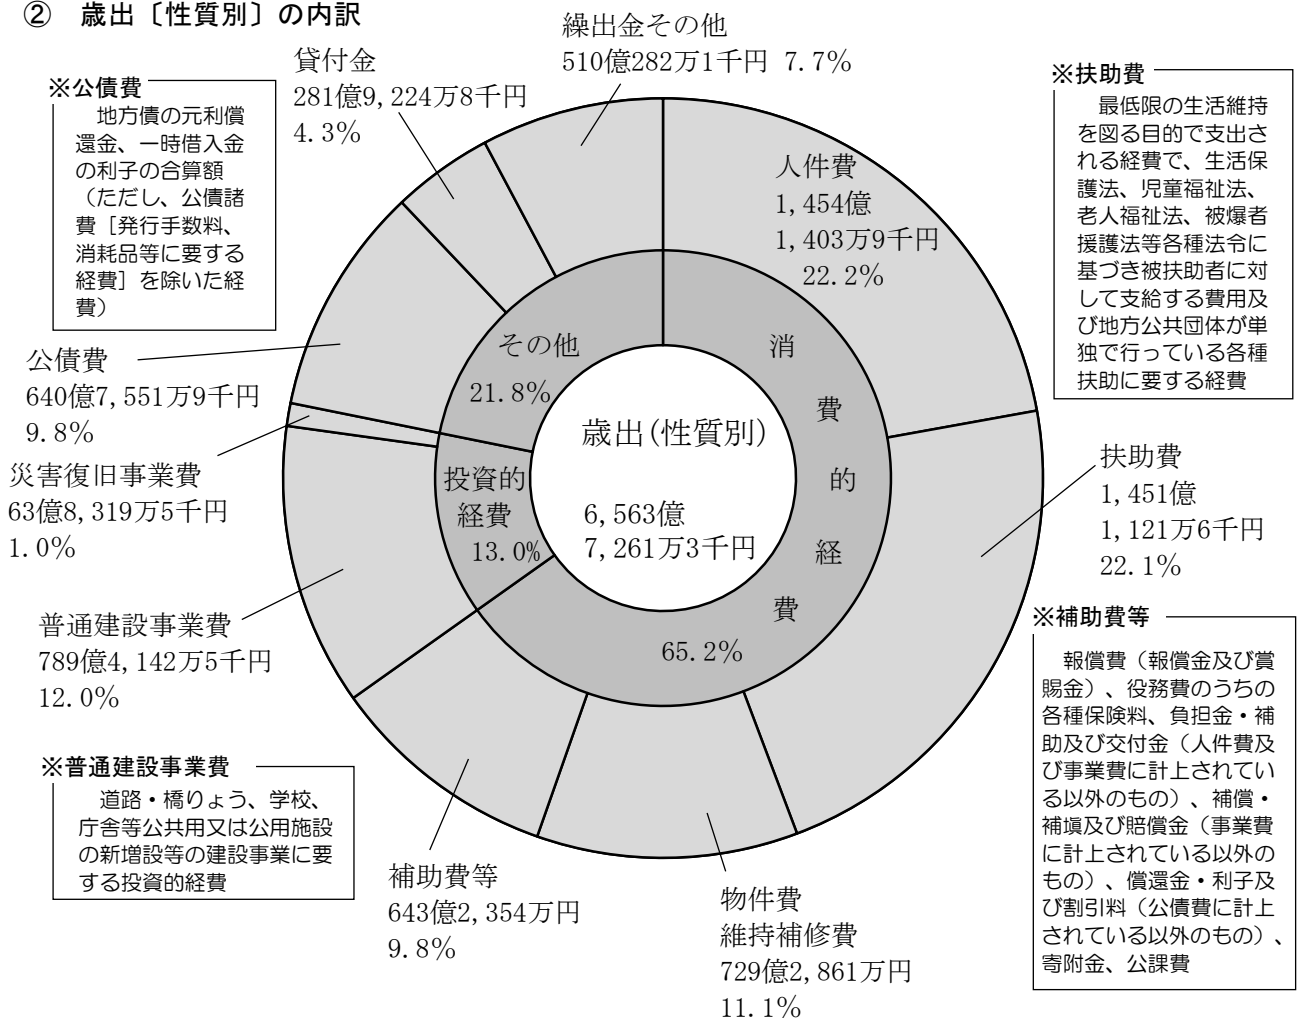 ② 歳出〔性質別〕の内訳
繰出金その他
510億282万1千円 7.7%
貸付金
281億9,224万8千円
4.3%
※公債費
地方債の元利償
還金、一時借入金
の利子の合算額
（ただし、公債諸
費［発行手数料、
消耗品等に要する
経費］を除いた経
費）
※扶助費
最低限の生活維持
を図る目的で支出さ
れる経費で、生活保
護法、児童福祉法、
老人福祉法、被爆者
援護法等各種法令に
基づき被扶助者に対
して支給する費用及
び地方公共団体が単
独で行っている各種
扶助に要する経費
人件費
1,454億
1,403万9千円
22.2%
その他
21.8%
消費的経費
65.2%
公債費
640億7,551万9千円
9.8%
歳出(性質別)
6,563億
7,261万3千円
投資的
経費
13.0%
扶助費
1,451億
1,121万6千円
22.1%
災害復旧事業費
63億8,319万5千円
1.0%
普通建設事業費
789億4,142万5千円
12.0%
※補助費等
報償費（報償金及び賞
賜金）、役務費のうちの
各種保険料、負担金・補
助及び交付金（人件費及
び事業費に計上されてい
る以外のもの）、補償・
補塡及び賠償金（事業費
に計上されている以外の
もの）、償還金・利子及
び割引料（公債費に計上
されている以外のもの）、
寄附金、公課費
※普通建設事業費
道路・橋りょう、学校、
庁舎等公共用又は公用施設
の新増設等の建設事業に要
する投資的経費
補助費等
643億2,354万円
9.8%
物件費
維持補修費
729億2,861万円
11.1%